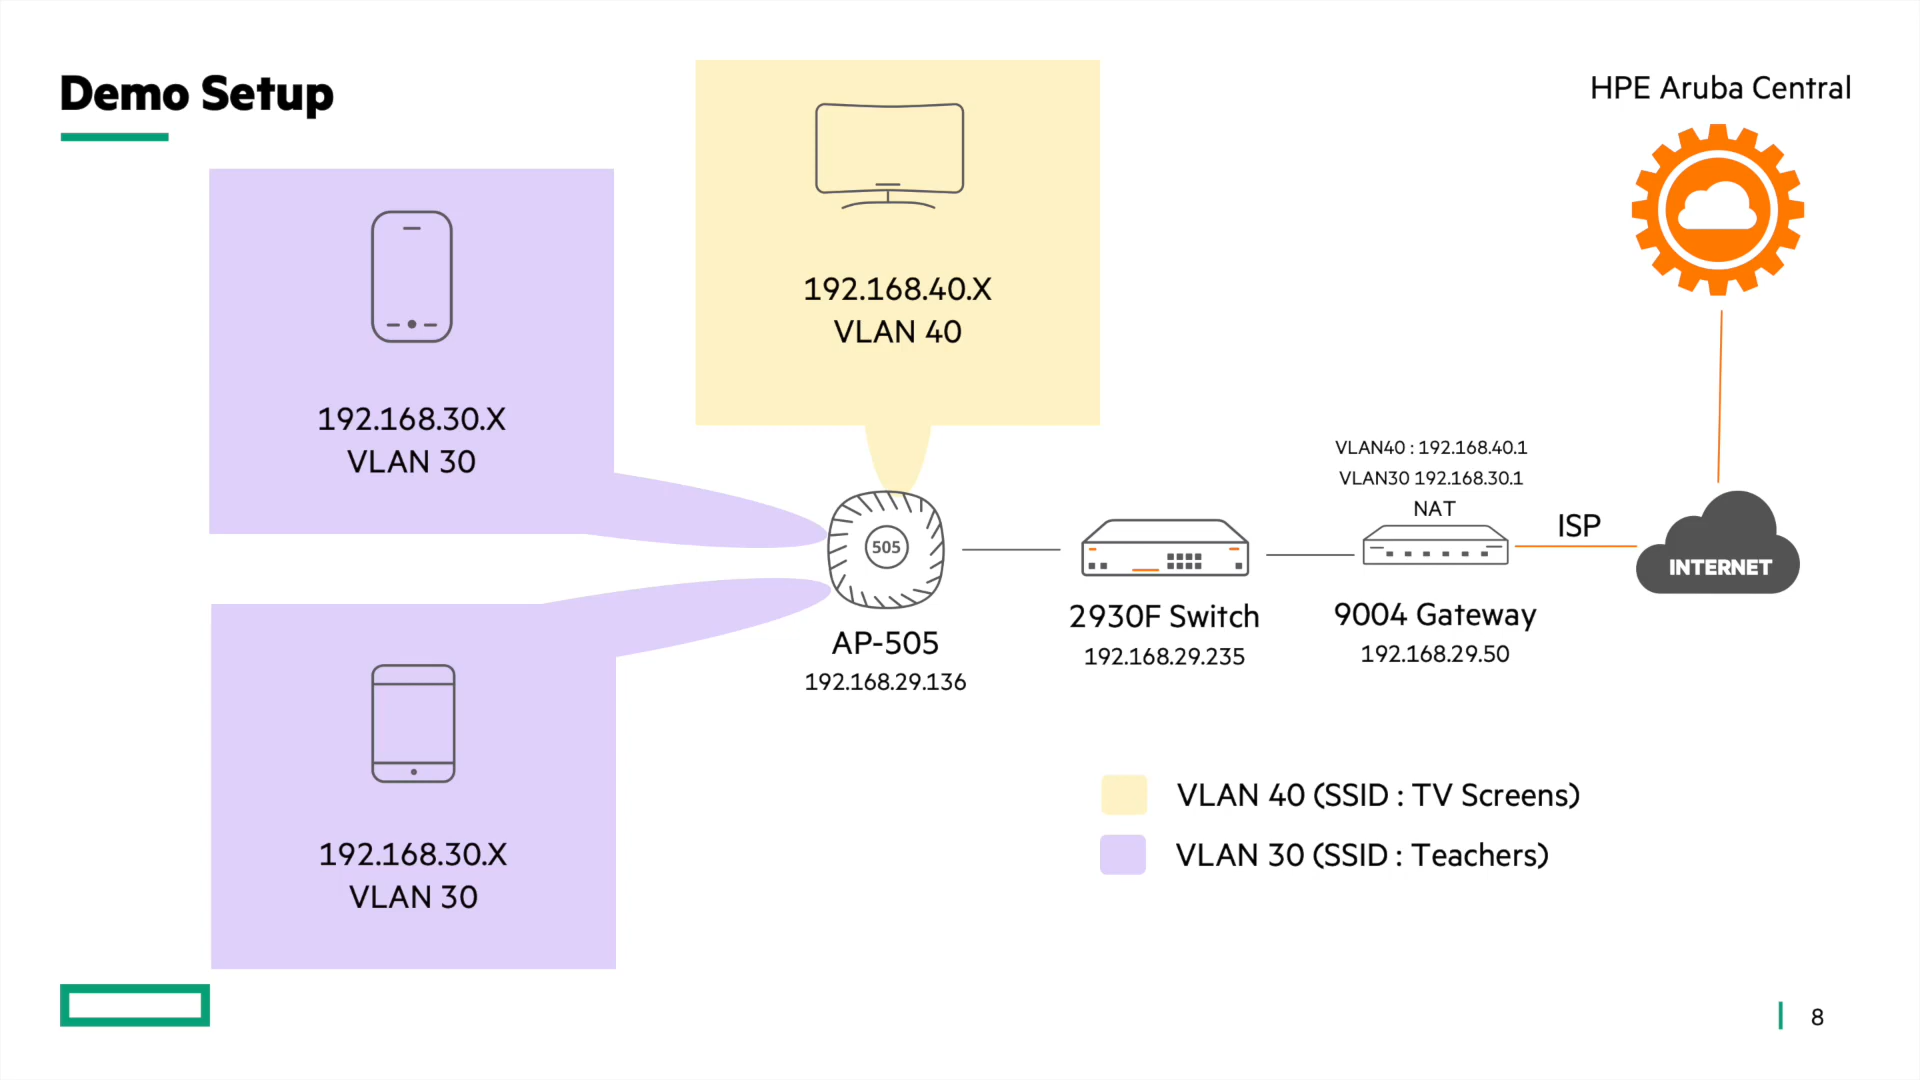 Demo Setup
HPE Aruba Central
192.168.40.X
VLAN 40
192.168.30.X
VLAN 30
VLAN40 : 192.168.40.1
VLAN30 192.168.30.1
NAT
ISP
INTERNET
505
AP-505
192.168.29.136
2930F Switch
192.168.29.235
9004 Gateway
192.168.29.50
192.168.30.X
VLAN 30
VLAN 40 (SSID : TV Screens)
VLAN 30 (SSID : Teachers)
8